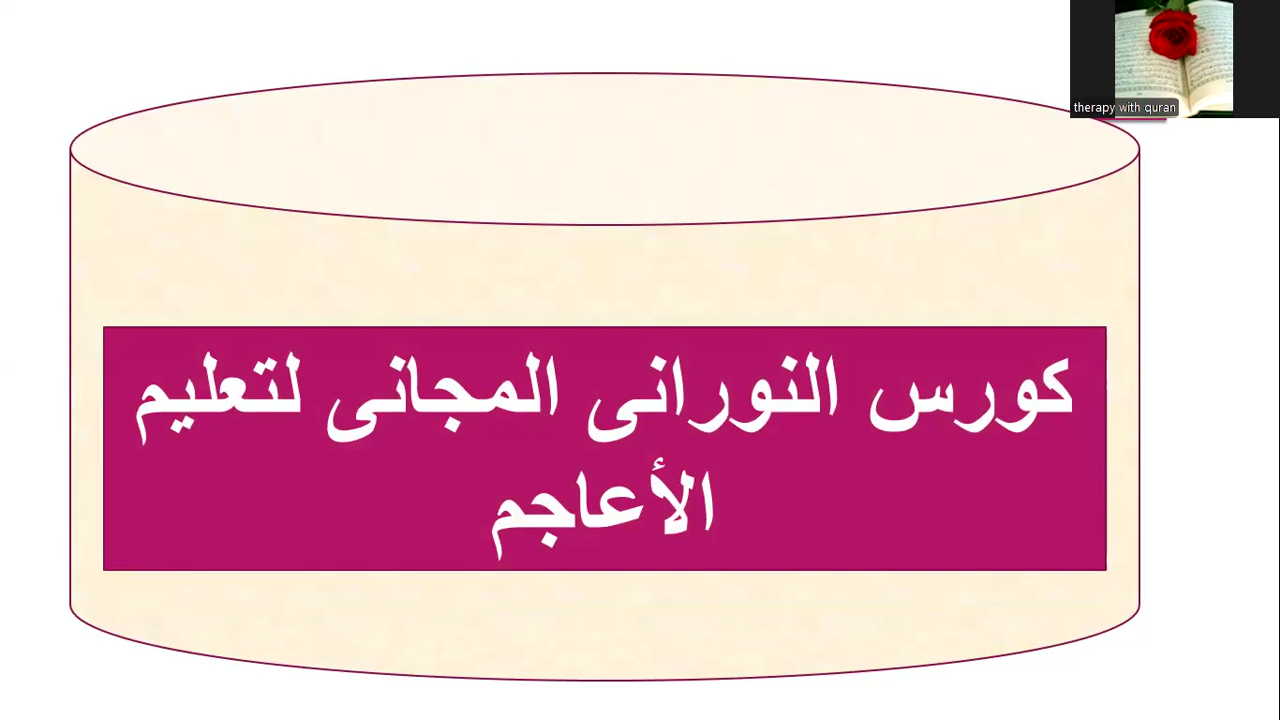 therapy with quran
كورس النورانى المجانى لتعليم
الأعاجم